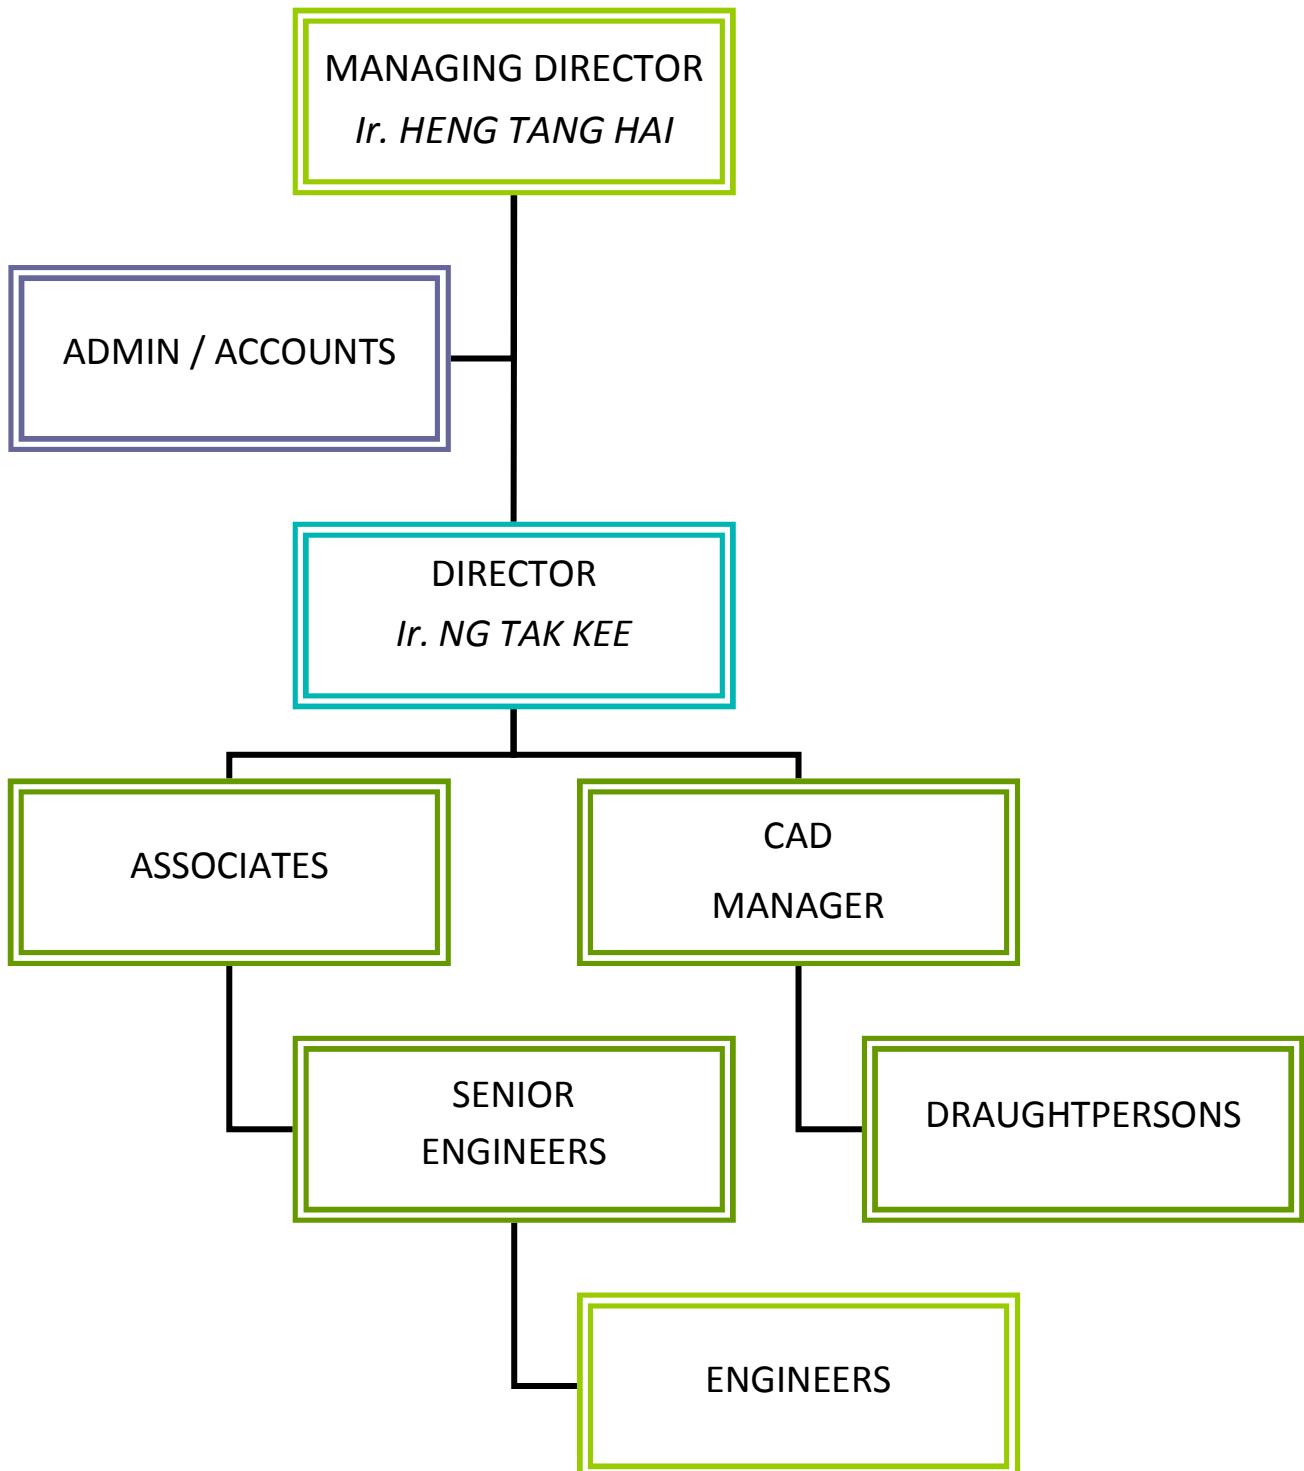 MANAGING DIRECTOR
Ir. HENG TANG HAI
ADMIN / ACCOUNTS
DIRECTOR
Ir. NG TAK KEE
ASSOCIATES
CAD
MANAGER
SENIOR
ENGINEERS
DRAUGHTPERSONS
ENGINEERS